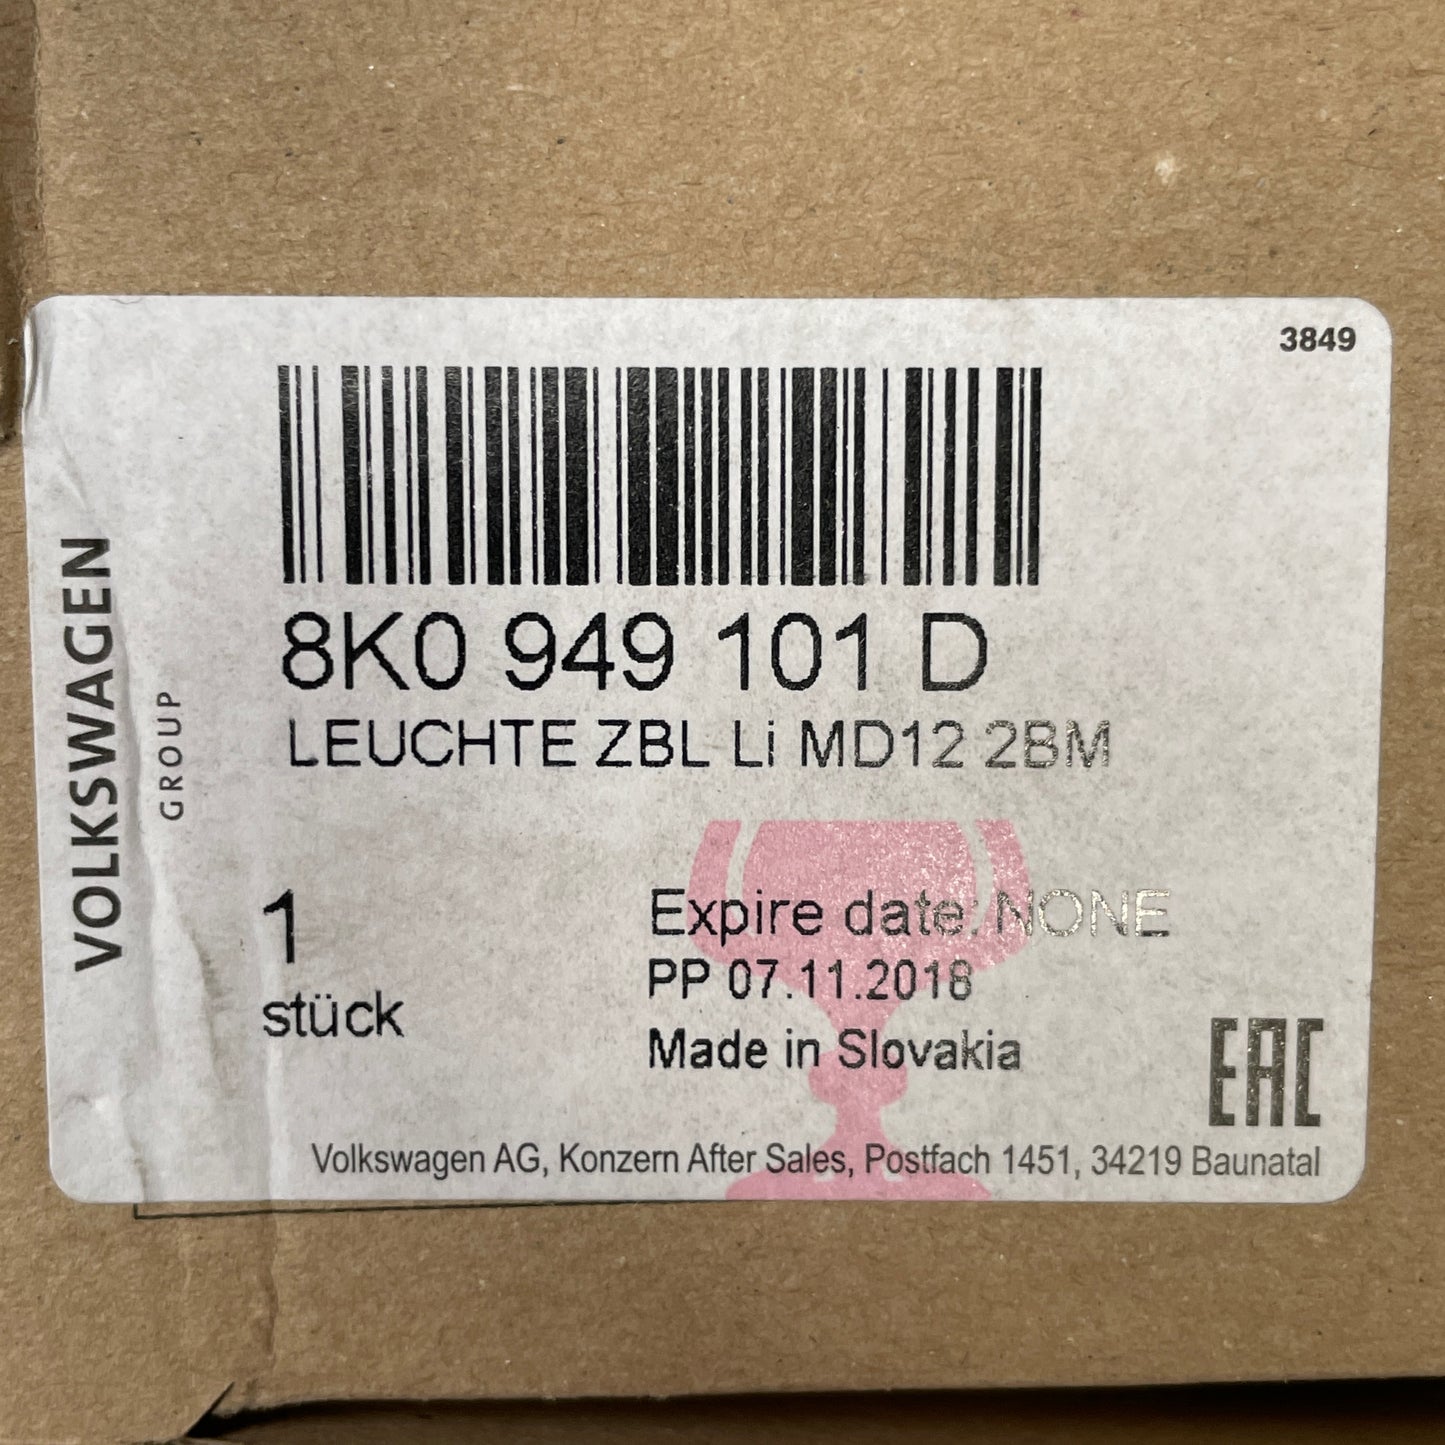 3849
8K0 949 101 D
LEUCHTE ZBL Li MD12 2BM
VOLKSWAGEN
GROUP
1
stück
Expire date: NONE
PP 07.11.2018
Made in Slovakia
EAC
Volkswagen AG, Konzern After Sales, Postfach 1451, 34219 Baunatal